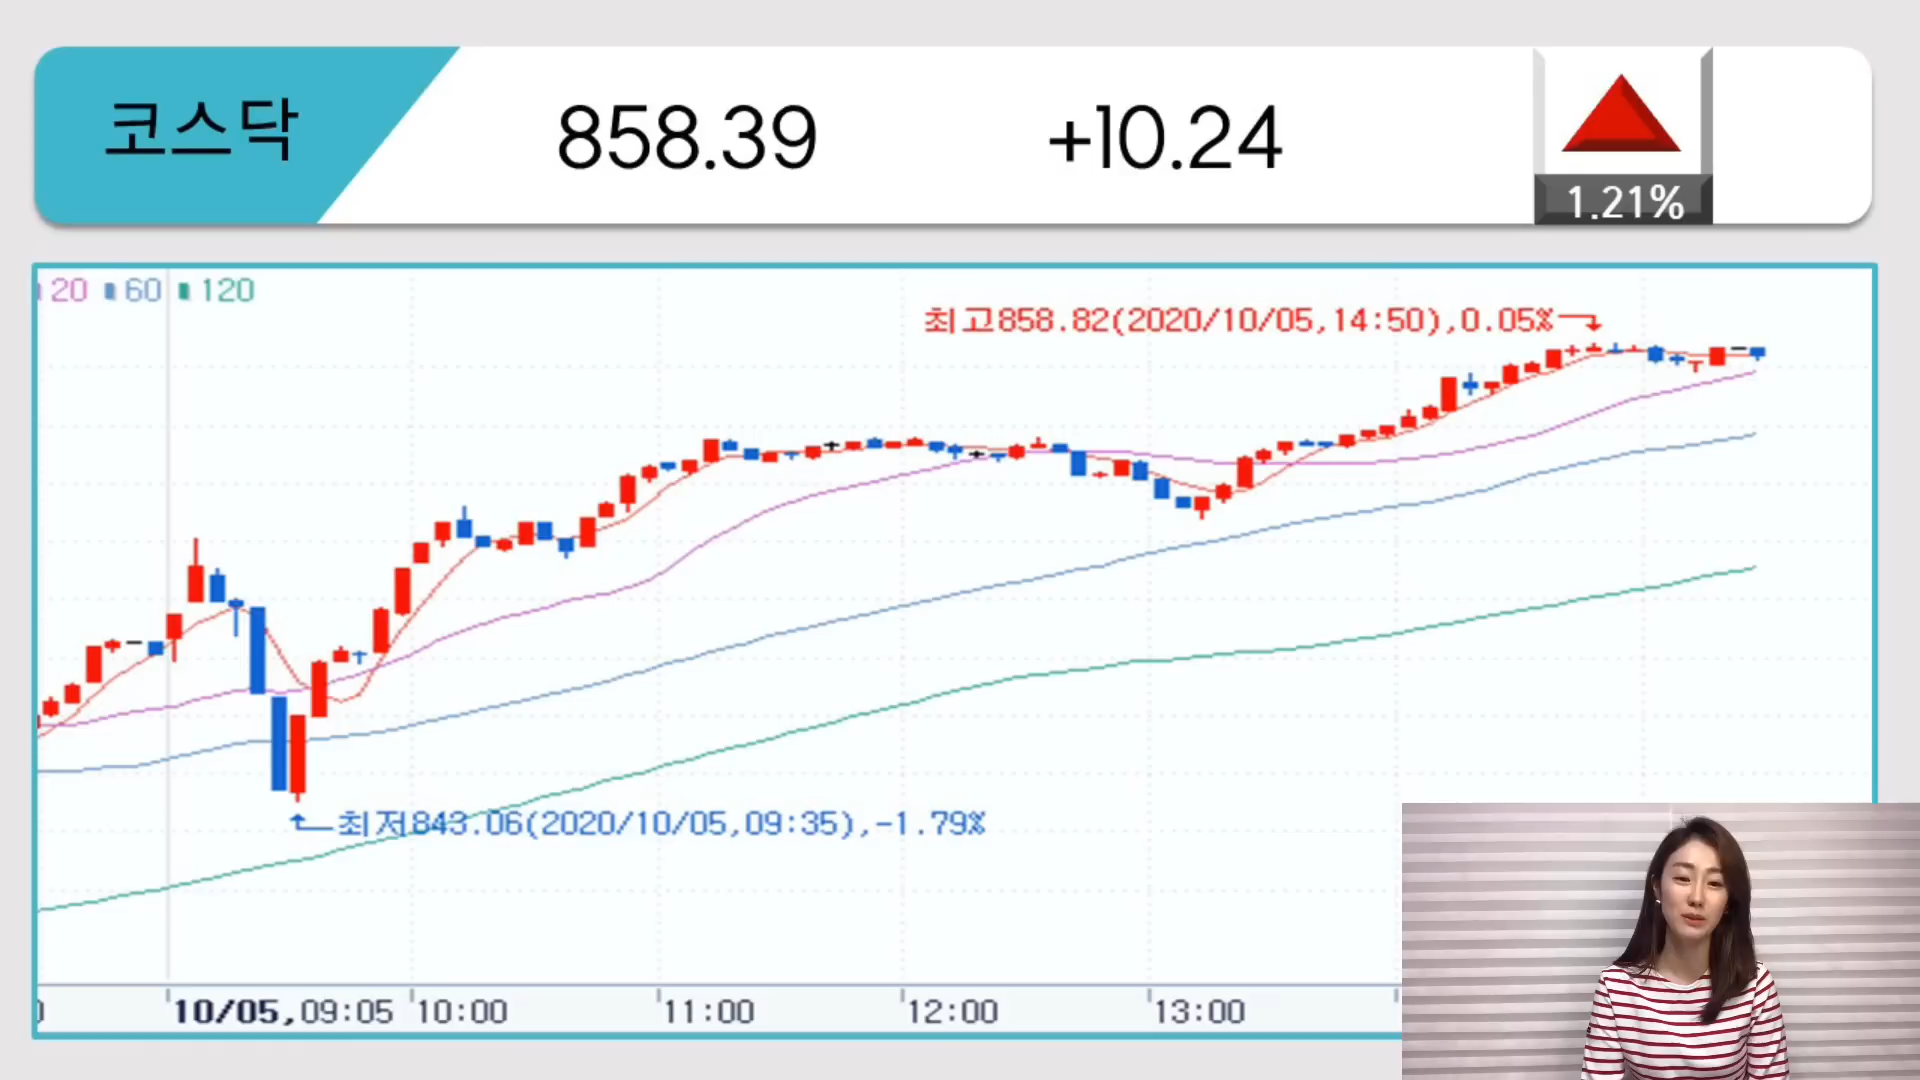 코스닥 858.39 +10.24 1.21%
20 60 120
최고858.82(2020/10/05,14:50),0.05%
최저843.06(2020/10/05,09:35),-1.79%
10/05,09:05 10:00 11:00 12:00 13:00